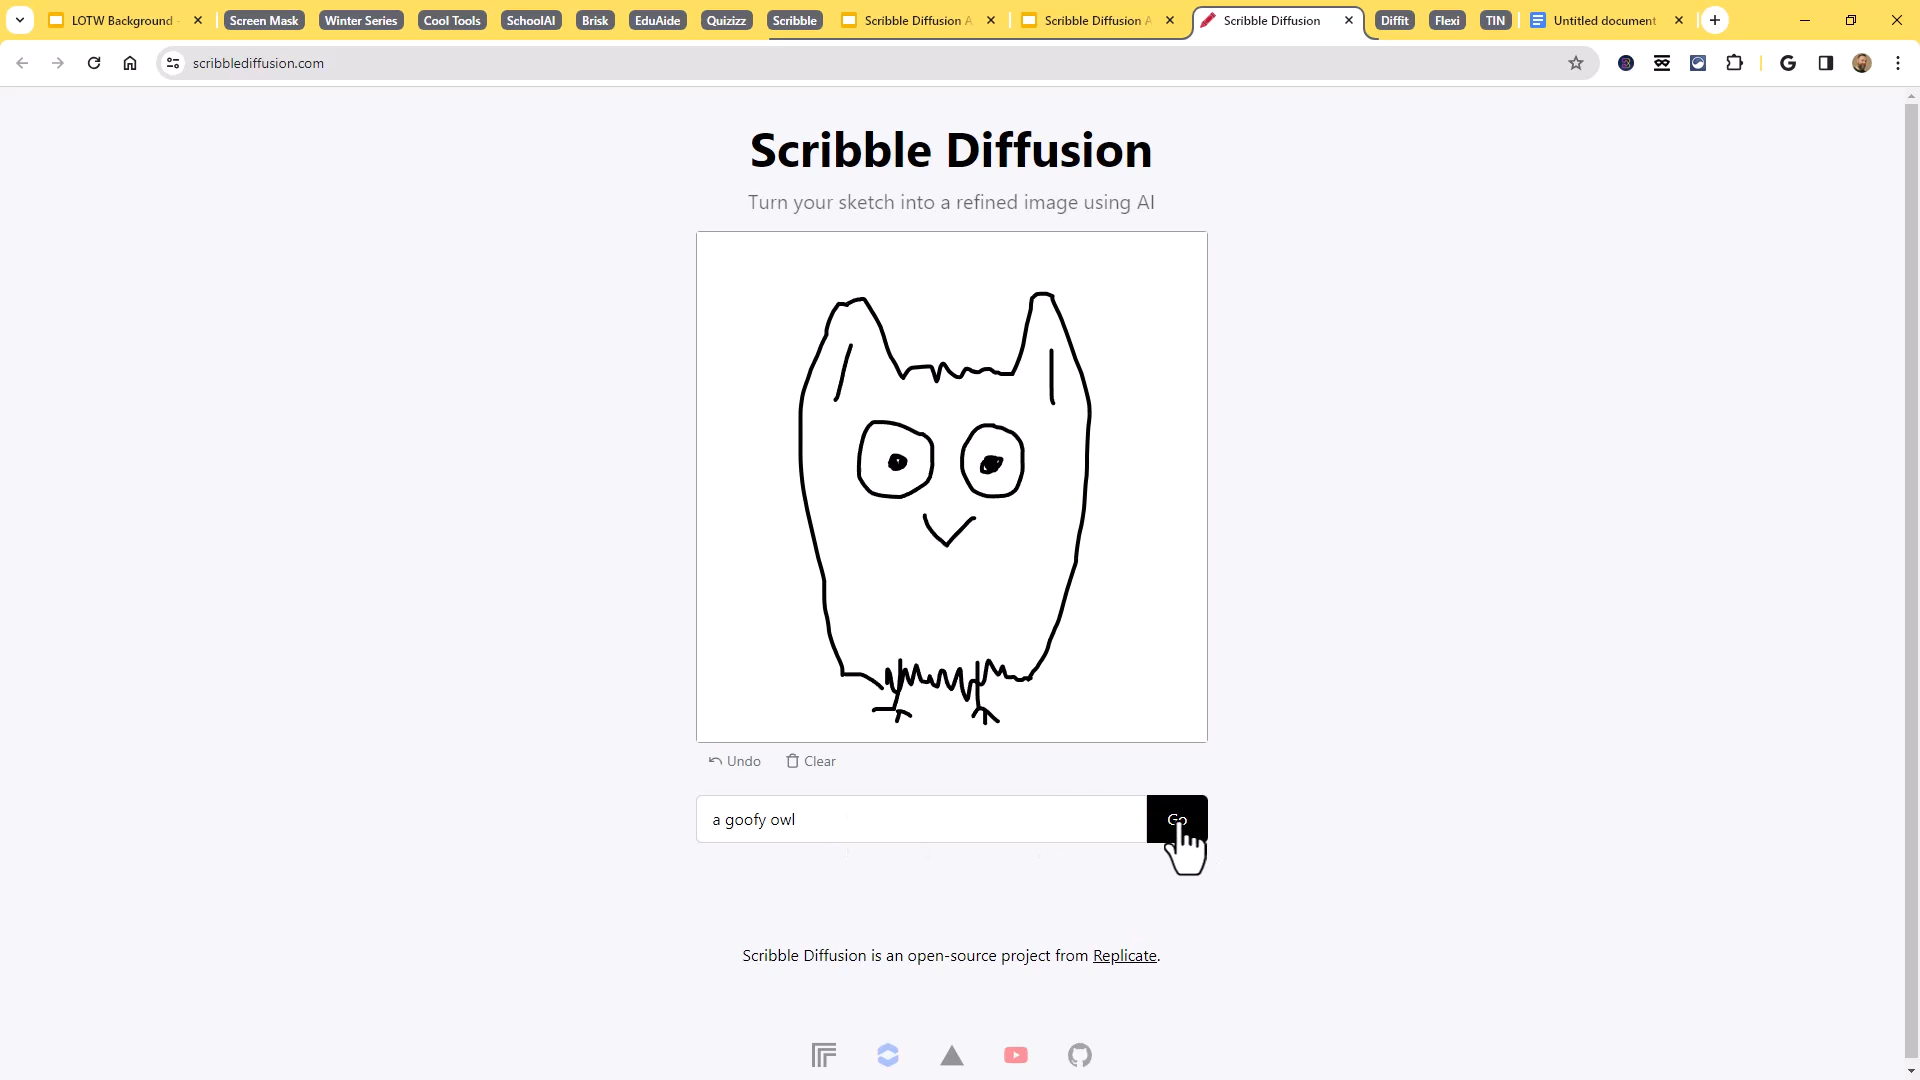 LOTW Background
Screen Mask
Winter Series
Cool Tools
SchoolAI
Brisk
EduAide
Quizizz
Scribble
Scribble Diffusion A
Scribble Diffusion A
Scribble Diffusion
Diffit
Flexi
TIN
Untitled document
scribblediffusion.com
Scribble Diffusion
Turn your sketch into a refined image using AI
Undo
Clear
a goofy owl
Go
Scribble Diffusion is an open-source project from Replicate.